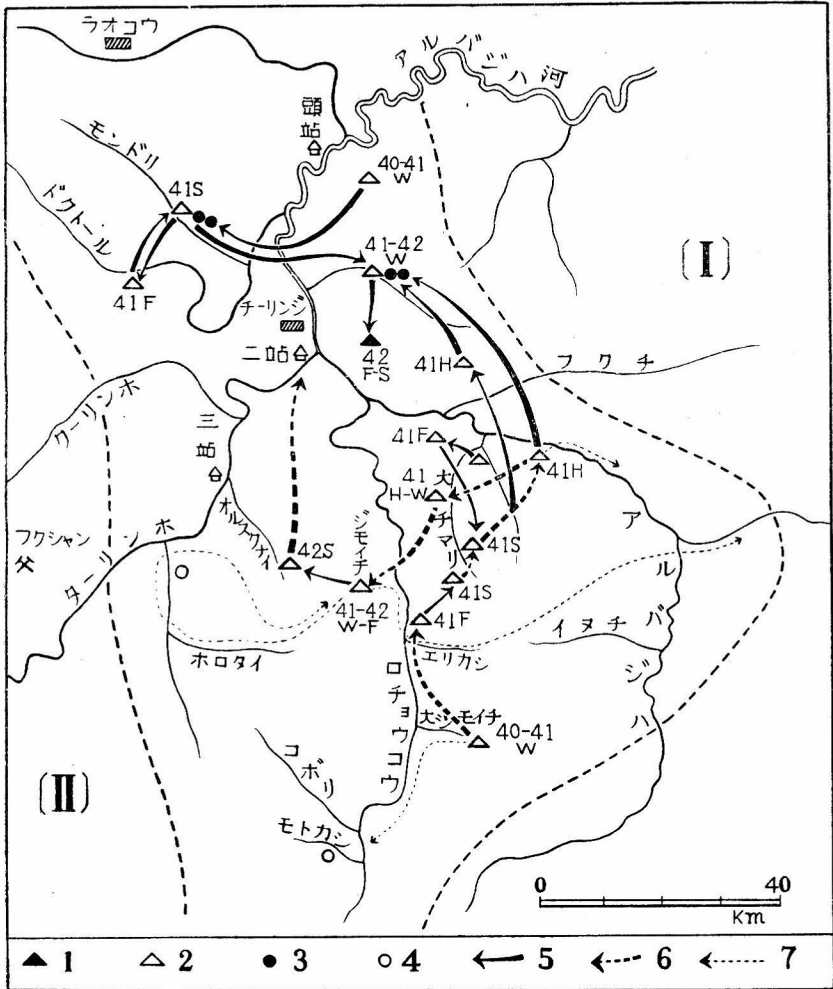 ラオコウ
アルバジハ河
頭站
モンドリ
40-41
W
ドクトール
41S
41-42
W
〔I〕
41F
チーリンジ
二站
42
F-S
41H
フクチ
クーリンホ
三站
41F
41
H-W
大チマリ
41H
オルスクメイ
ジモイチ
フクシャン
ターリンホ
42S
41S
41S
アルバジハ
41-42
W-F
41F
イヌチ
ホロタイ
エリカシ
ロチョウコウ
大ジモイチ
40-41
W
〔II〕
コボリ
モトカシ
0 40
Km
1 2 3 4 5 6 7